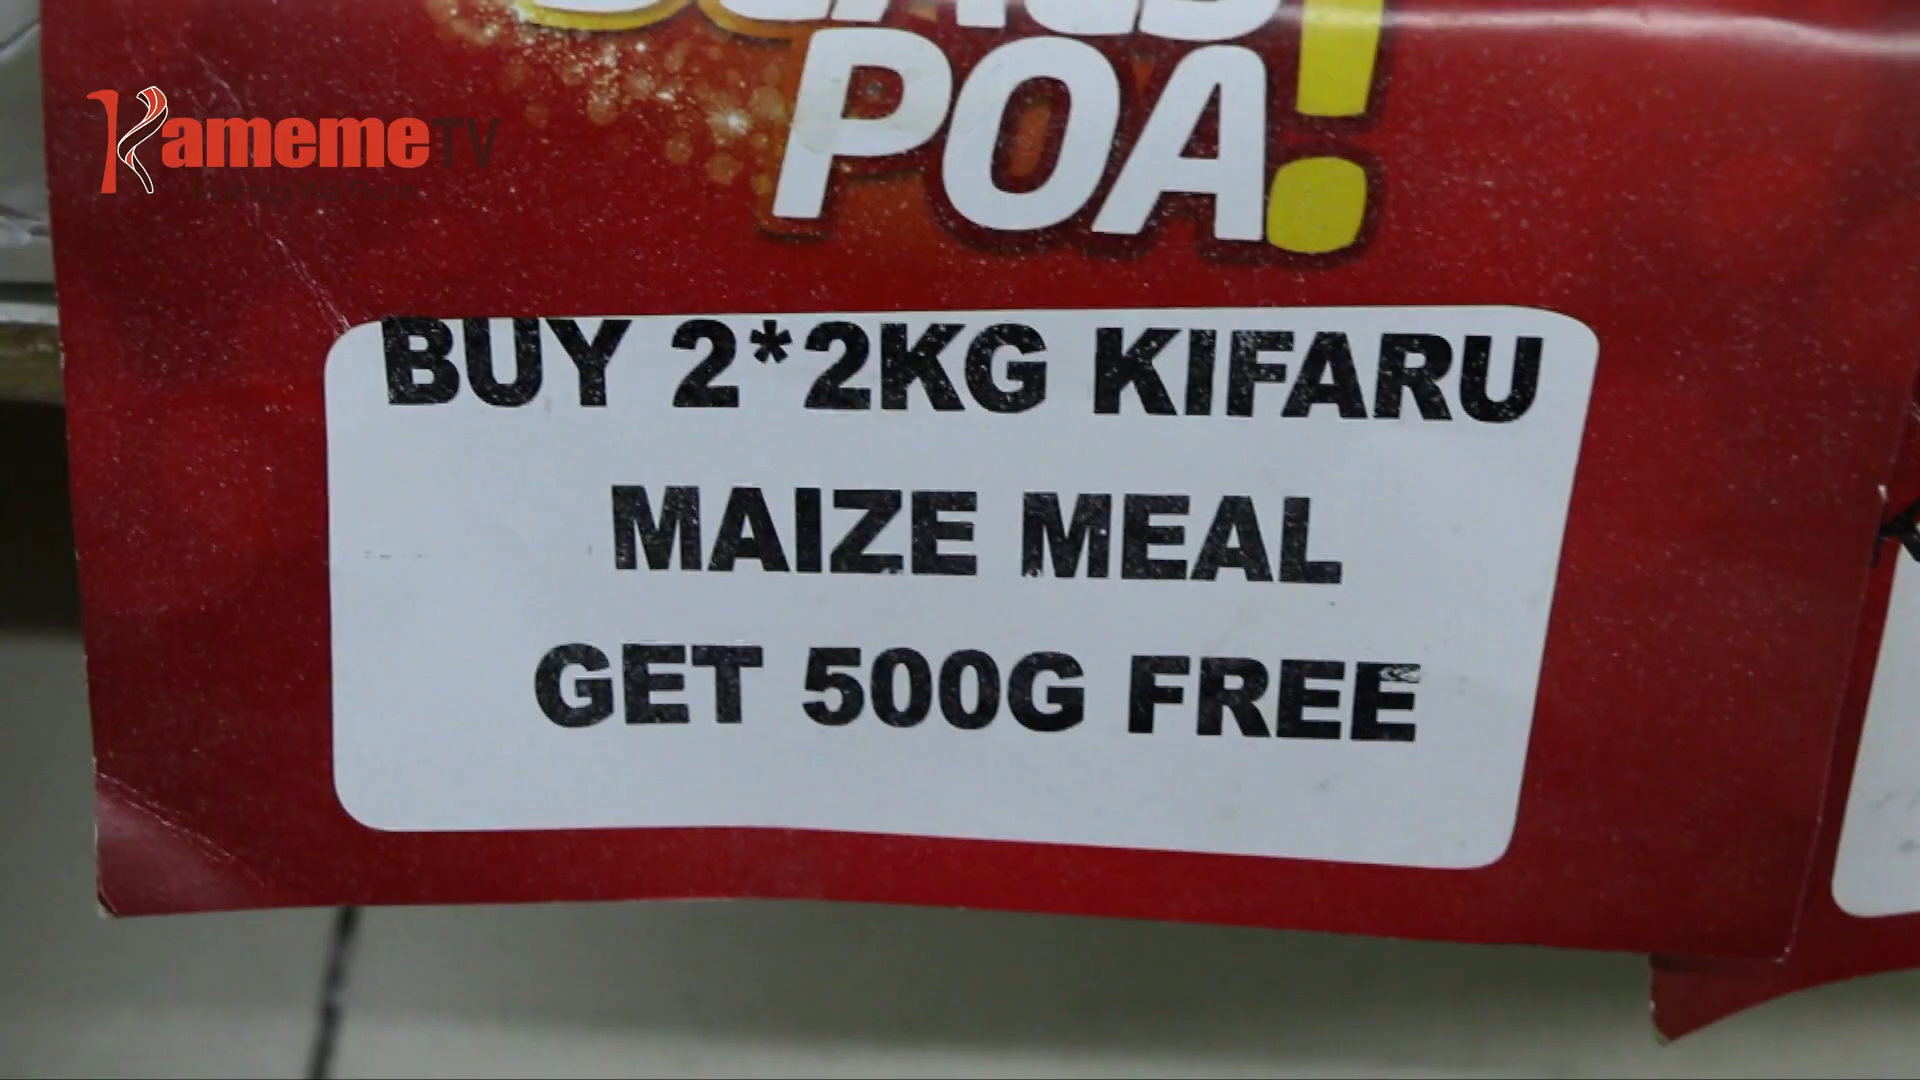 POA!
KamemeTV
BUY 2*2KG KIFARU
MAIZE MEAL
GET 500G FREE